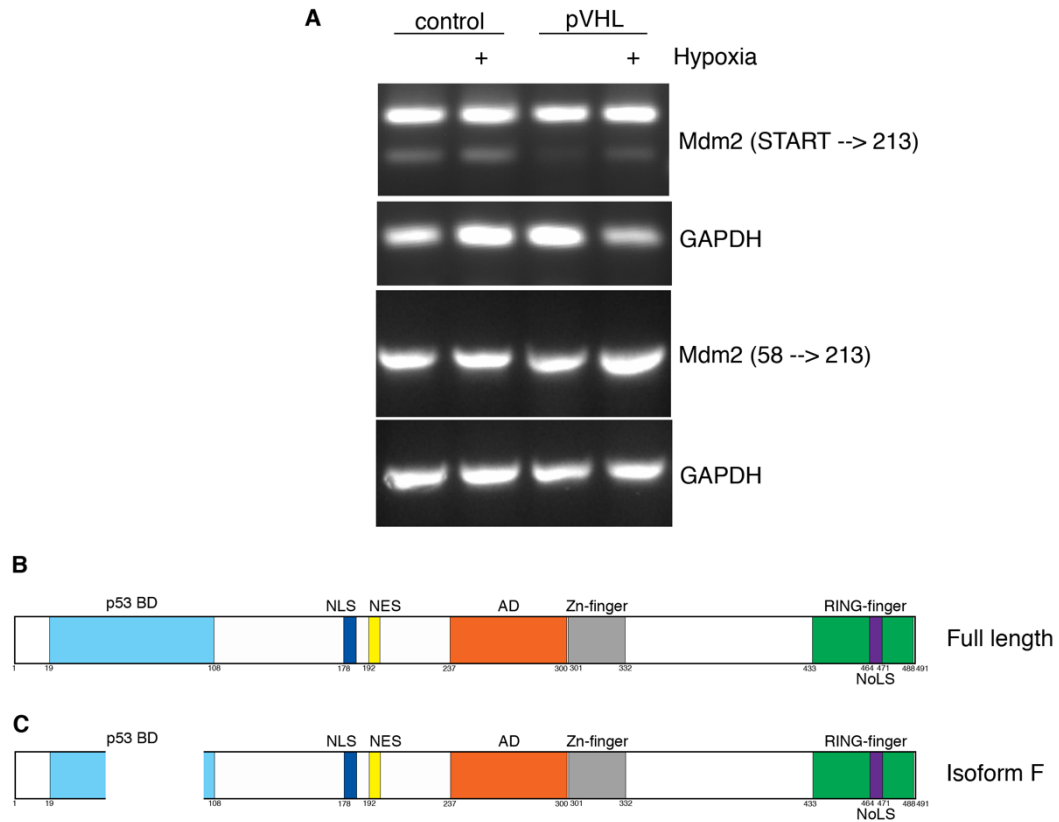 A
control pVHL
+ + Hypoxia
Mdm2 (START --> 213)
GAPDH
Mdm2 (58 --> 213)
GAPDH
B
p53 BD NLS NES AD Zn-finger RING-finger
Full length
1 19 108 178 192 237 300 301 332 433 464 471 488 491
NoLS
C
p53 BD NLS NES AD Zn-finger RING-finger
Isoform F
1 19 108 178 192 237 300 301 332 433 464 471 488 491
NoLS